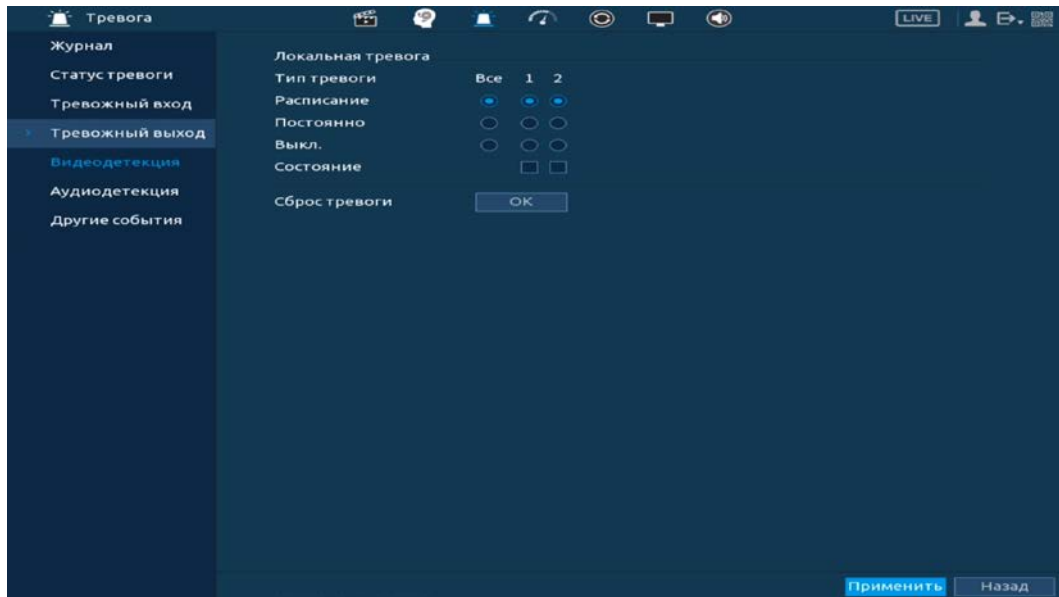 Тревога LIVE
Журнал
Локальная тревога
Статус тревоги
Тип тревоги Все 1 2
Тревожный вход
Расписание
Постоянно
Тревожный выход
Выкл.
Видеодетекция
Состояние
Аудиодетекция
Сброс тревоги OK
Другие события
Применить Назад